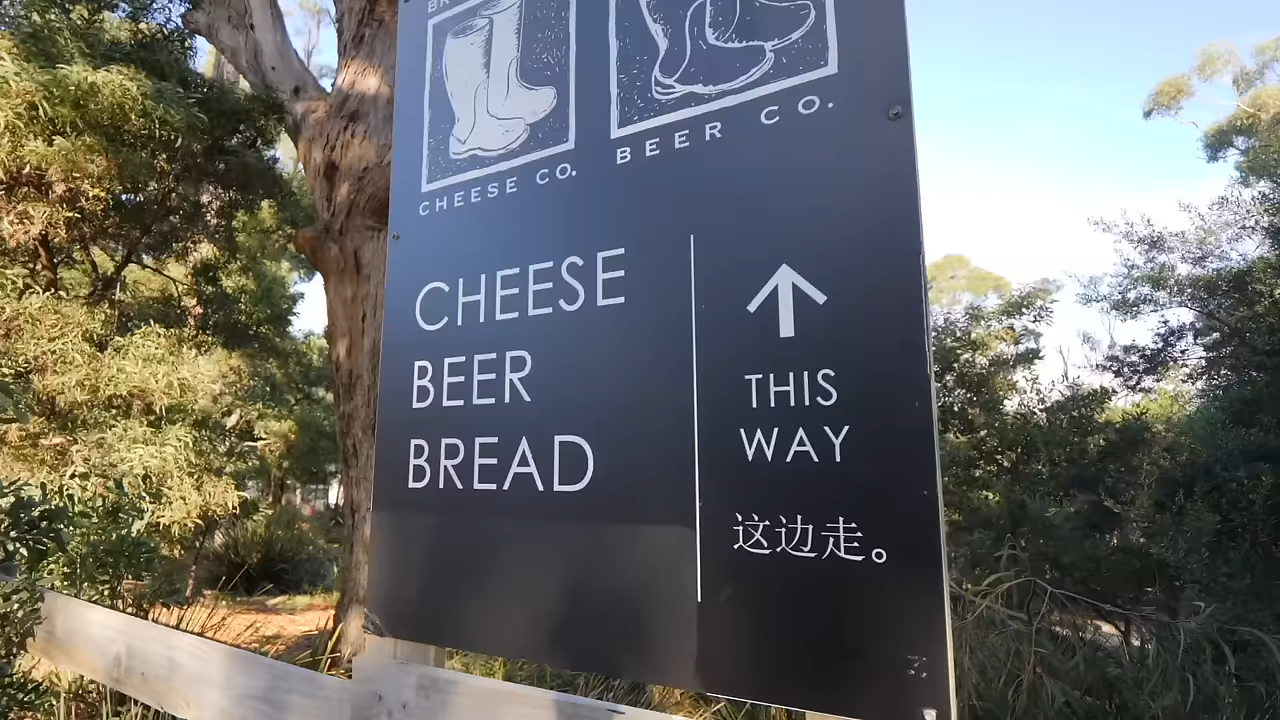 CHEESE CO.
BEER CO.
CHEESE
BEER
BREAD
THIS
WAY
这边走。